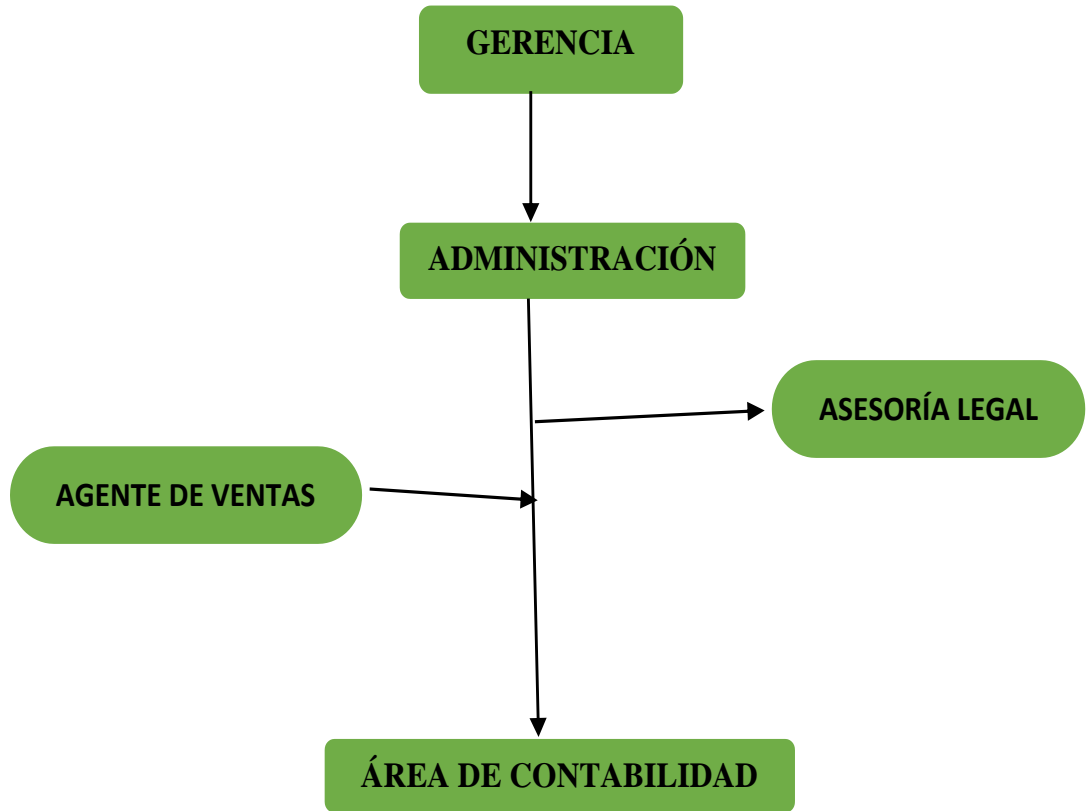 GERENCIA
ADMINISTRACIÓN
ASESORÍA LEGAL
AGENTE DE VENTAS
ÁREA DE CONTABILIDAD